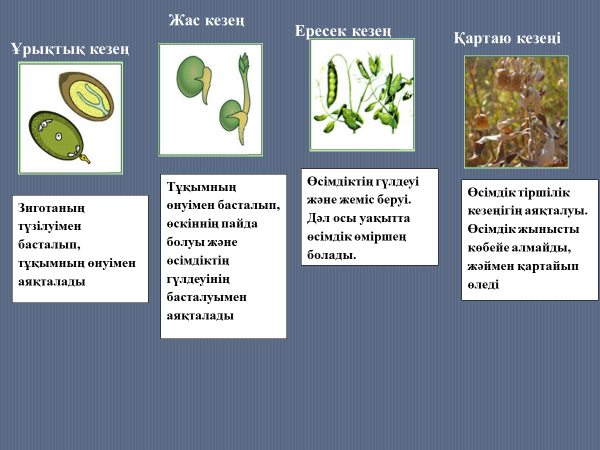 Ұрықтық кезең
Зиготаның
түзілуімен
басталып,
тұқымның өнуімен
аяқталады
Жас кезең
Тұқымның
өнуімен басталып,
өскіннің пайда
болуы және
өсімдіктің
гүлдеуінің
басталуымен
аяқталады
Ересек кезең
Өсімдіктің гүлдеуі
және жеміс беруі.
Дәл осы уақытта
өсімдік өміршең
болады.
Қартаю кезеңі
Өсімдік тіршілік
кезеңігің аяқталуы.
Өсімдік жынысты
көбейе алмайды,
жәймен қартайып
өледі